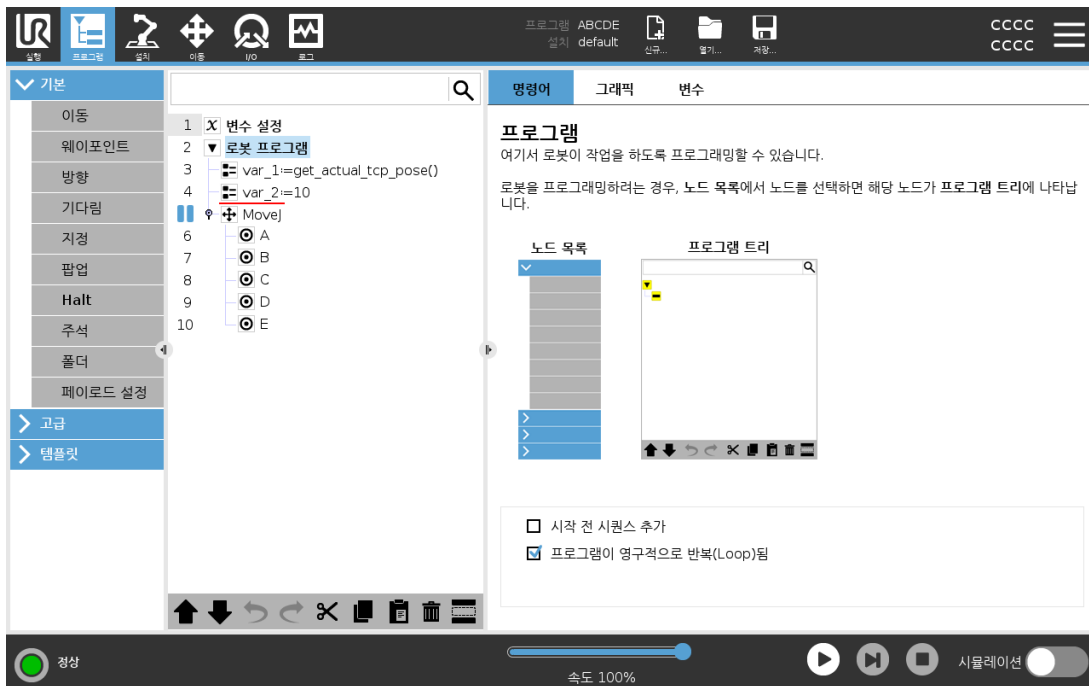 UR
실행
프로그램
설치
이동
I/O
로그
프로그램 ABCDE
설치 default
신규...
열기...
저장...
CCCC
CCCC
기본
이동
웨이포인트
방향
기다림
지정
팝업
Halt
주석
폴더
페이로드 설정
고급
템플릿
1 X 변수 설정
2 로봇 프로그램
3 var_1:=get_actual_tcp_pose()
4 var_2:=10
MoveJ
6 A
7 B
8 C
9 D
10 E
명령어 그래픽 변수
프로그램
여기서 로봇이 작업을 하도록 프로그래밍할 수 있습니다.
로봇을 프로그래밍하려는 경우, 노드 목록에서 노드를 선택하면 해당 노드가 프로그램 트리에 나타납
니다.
노드 목록 프로그램 트리
시작 전 시퀀스 추가
프로그램이 영구적으로 반복(Loop)됨
정상
속도 100%
시뮬레이션